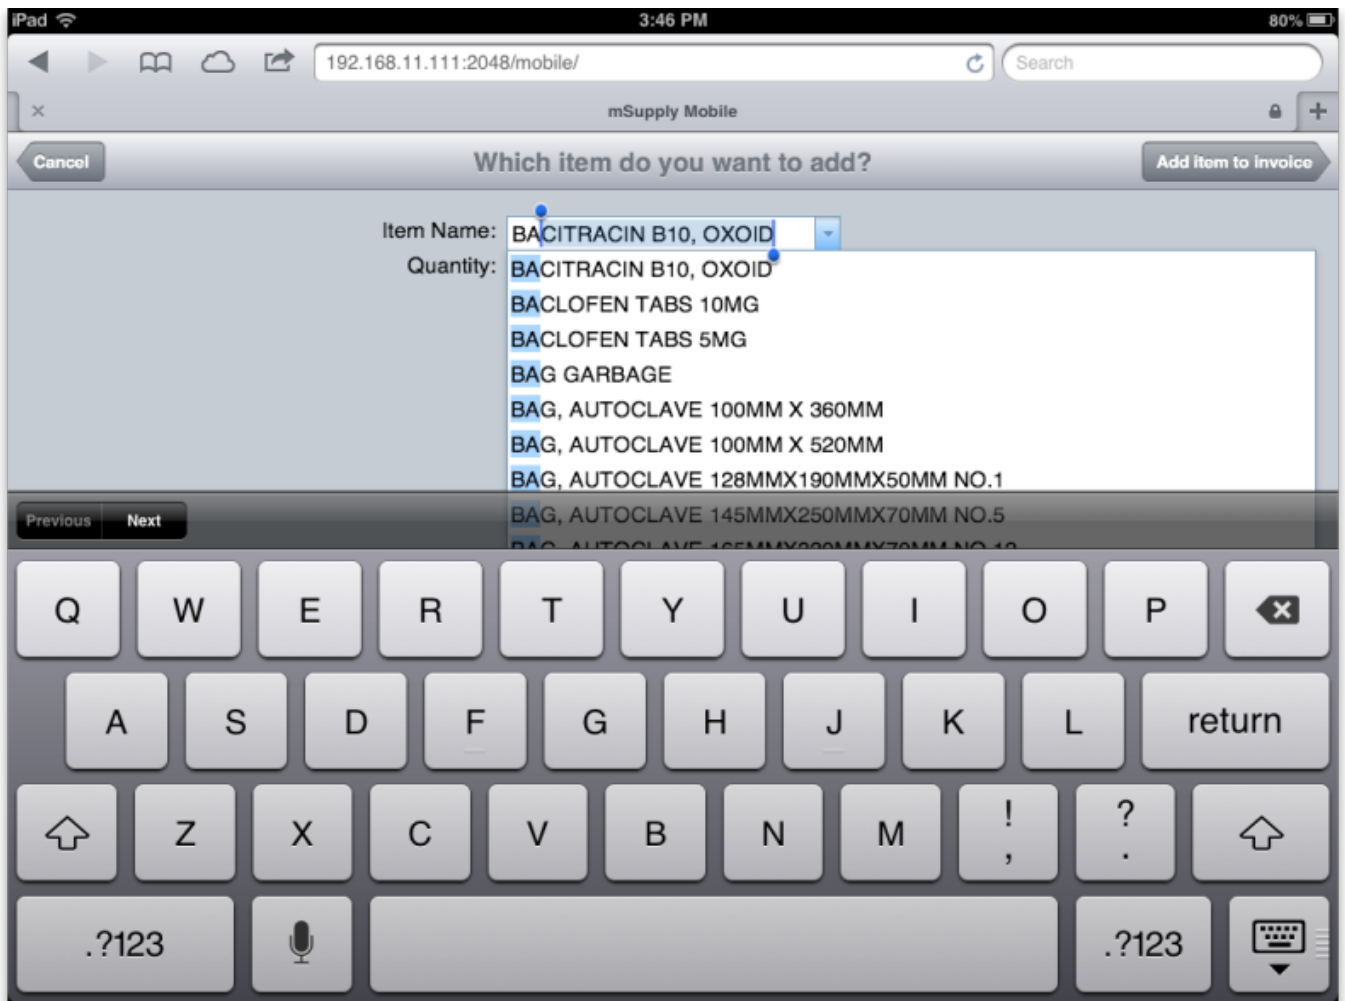 iPad 3:46 PM 80%
192.168.11.111:2048/mobile/ Search
mSupply Mobile
Cancel Which item do you want to add? Add item to invoice
Item Name: BACITRACIN B10, OXOID
Quantity: BACITRACIN B10, OXOID
BACLOFEN TABS 10MG
BACLOFEN TABS 5MG
BAG GARBAGE
BAG, AUTOCLAVE 100MM X 360MM
BAG, AUTOCLAVE 100MM X 520MM
BAG, AUTOCLAVE 128MMX190MMX50MM NO.1
Previous Next BAG, AUTOCLAVE 145MMX250MMX70MM NO.5
BAG, AUTOCLAVE
Q W E R T Y U I O P
A S D F G H J K L return
Z X C V B N M ! , ? .
.?123 .?123